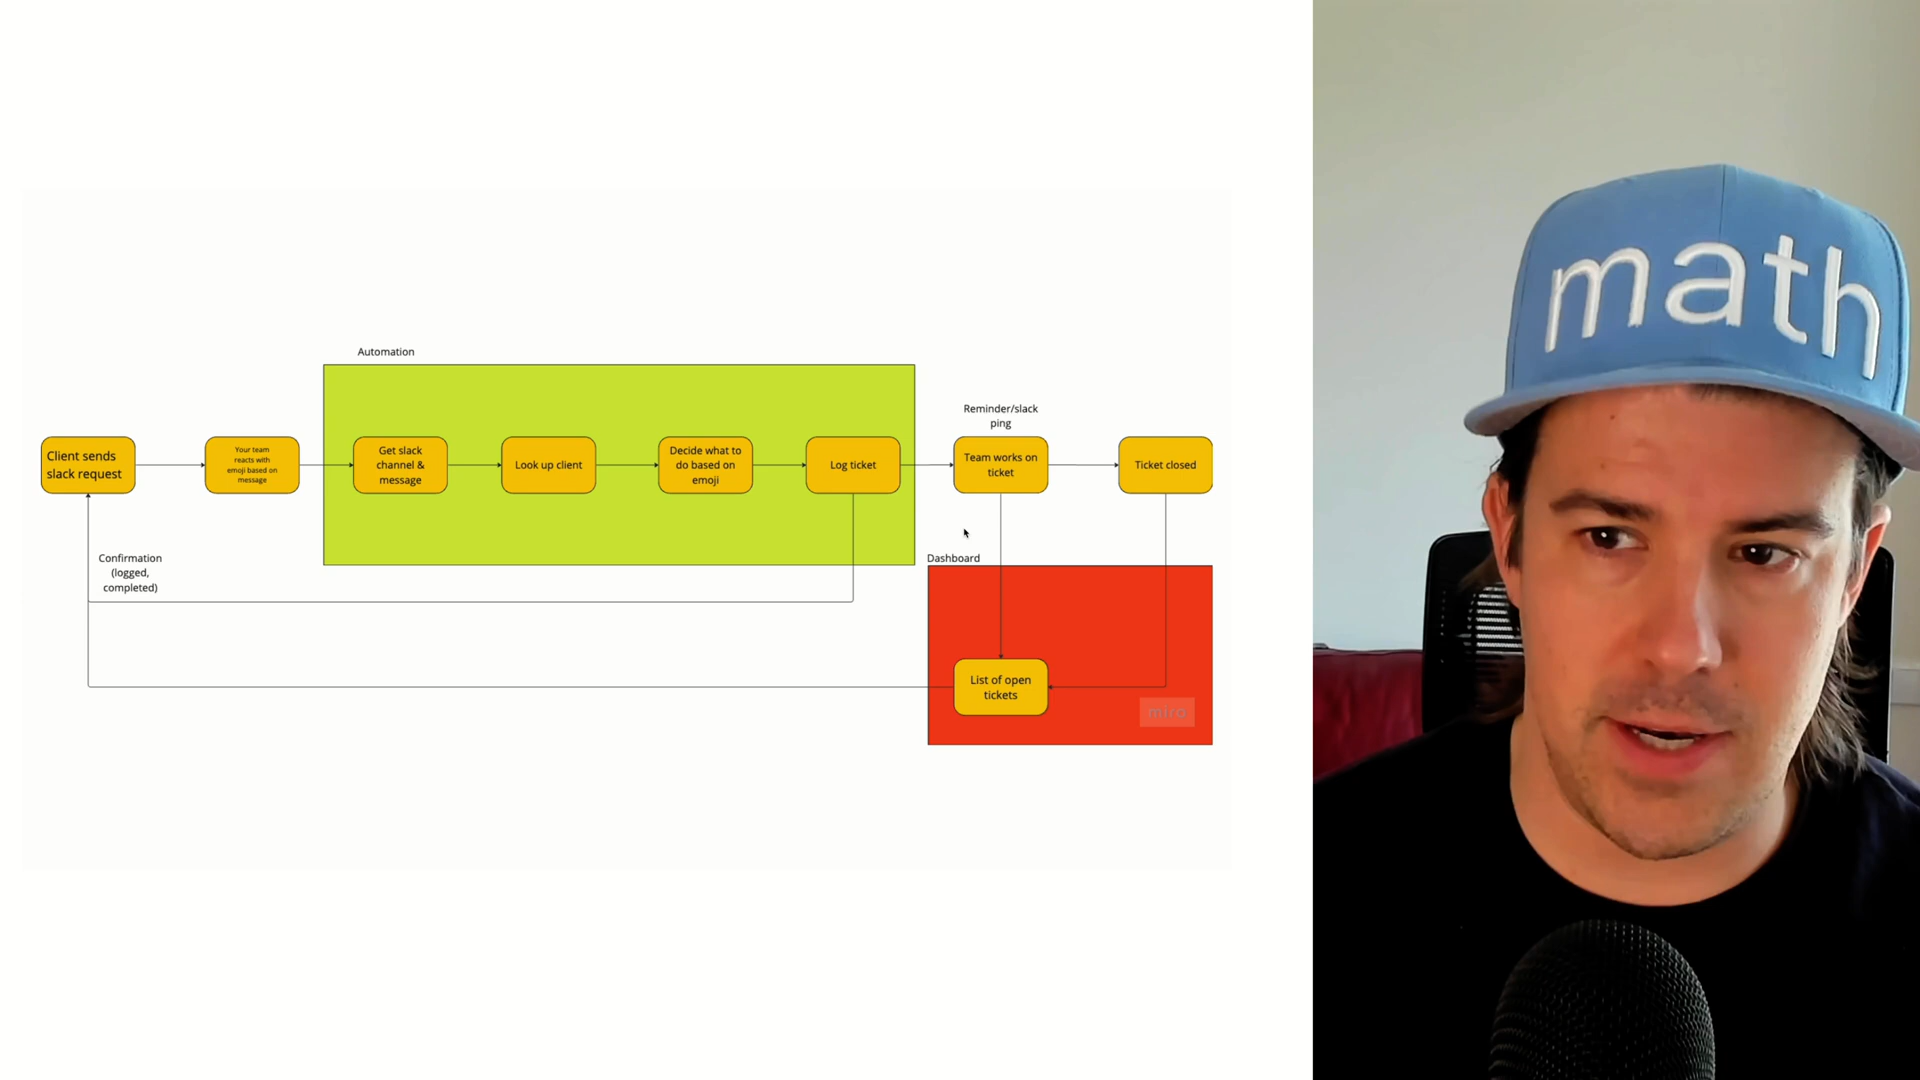 Automation
Reminder/slack
ping
Client sends
slack request
Your team
reacts with
emoji based on
message
Get slack
channel &
message
Look up client
Decide what to
do based on
emoji
Log ticket
Team works on
ticket
Ticket closed
Confirmation
(logged,
completed)
Dashboard
List of open
tickets
miro
math